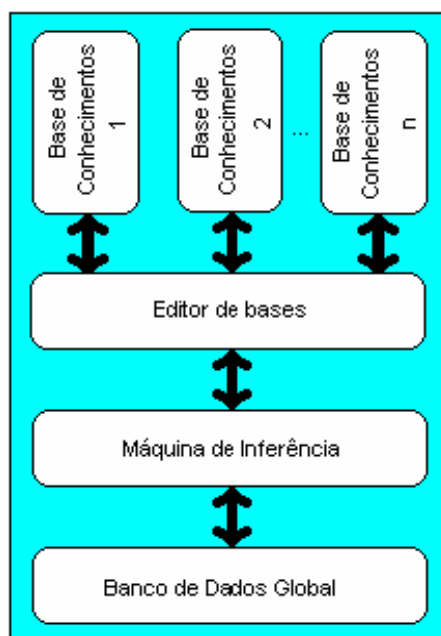 Base de
Conhecimentos
1
Base de
Conhecimentos
2
...
Base de
Conhecimentos
n
Editor de bases
Máquina de Inferência
Banco de Dados Global